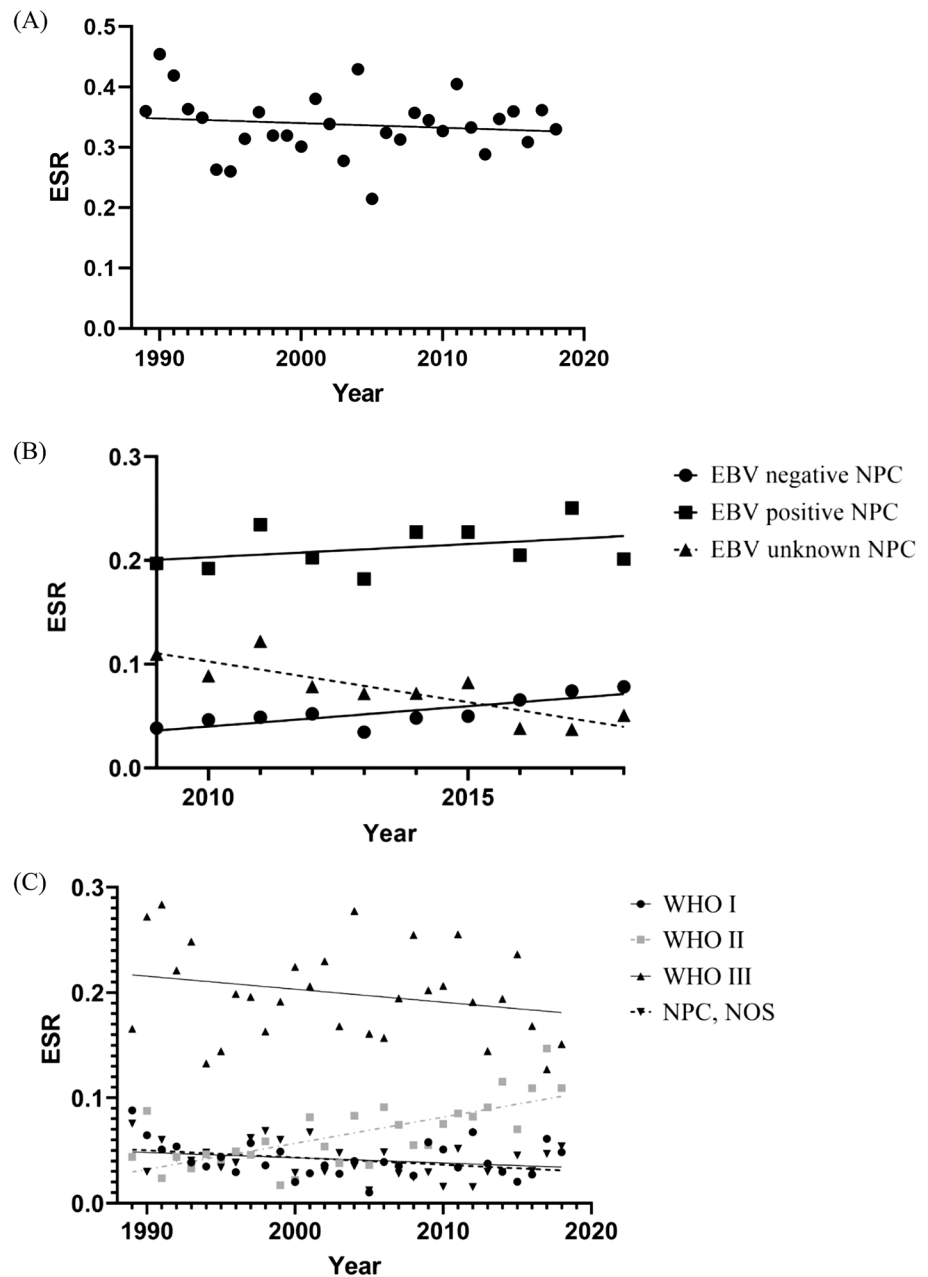 (A)
0.5
0.4
0.3
0.2
0.1
0.0
ESR
1990 2000 2010 2020
Year
(B)
0.3
0.2
0.1
0.0
ESR
2010 2015
Year
EBV negative NPC
EBV positive NPC
EBV unknown NPC
(C)
0.3
0.2
0.1
0.0
ESR
1990 2000 2010 2020
Year
WHO I
WHO II
WHO III
NPC, NOS